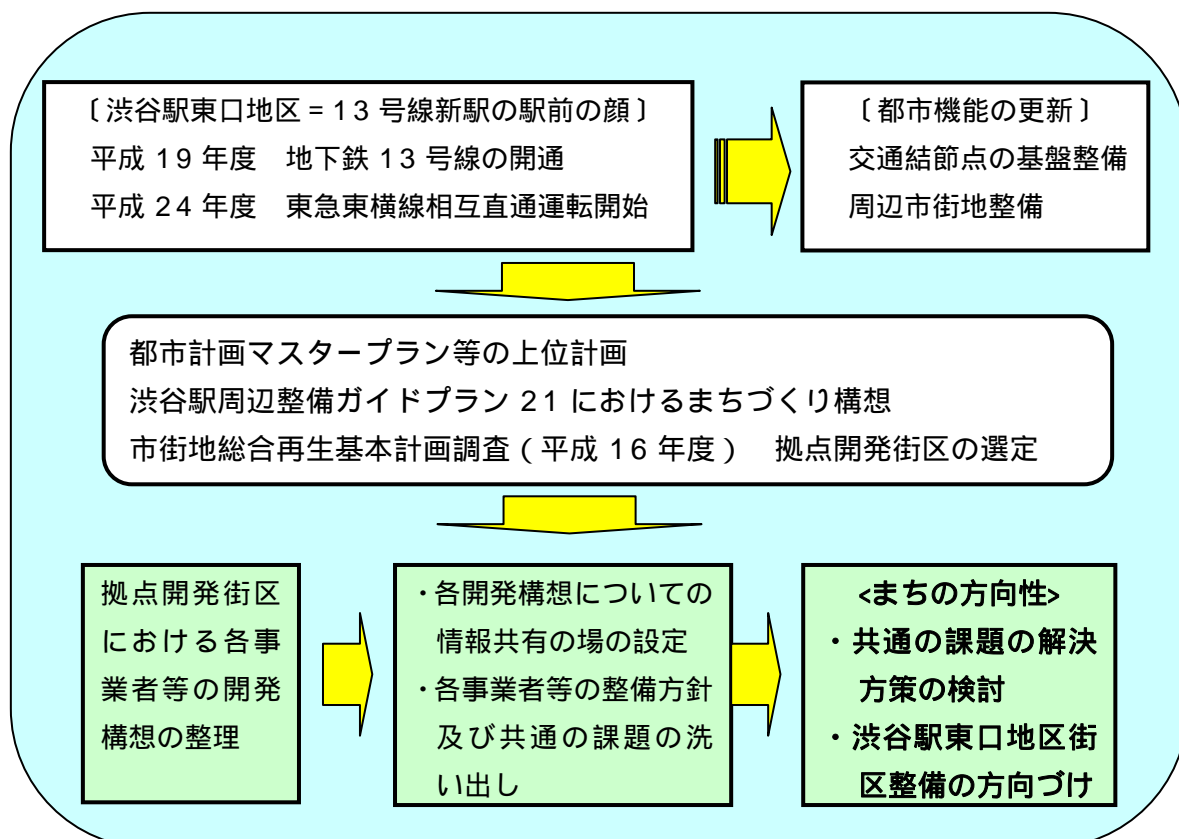 〔渋谷駅東口地区=13号線新駅の駅前の顔〕
平成 19 年度　地下鉄 13 号線の開通
平成 24 年度　東急東横線相互直通運転開始
〔都市機能の更新〕
交通結節点の基盤整備
周辺市街地整備
都市計画マスタープラン等の上位計画
渋谷駅周辺整備ガイドプラン 21 におけるまちづくり構想
市街地総合再生基本計画調査(平成 16 年度)　拠点開発街区の選定
拠点開発街区
における各事
業者等の開発
構想の整理
・各開発構想についての
情報共有の場の設定
・各事業者等の整備方針
及び共通の課題の洗
い出し
<まちの方向性>
・共通の課題の解決
方策の検討
・渋谷駅東口地区街
区整備の方向づけ